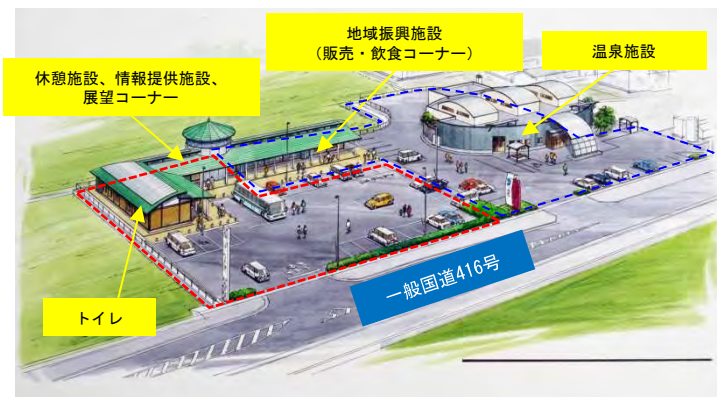 地域振興施設
（販売・飲食コーナー）
温泉施設
休憩施設、情報提供施設、
展望コーナー
一般国道416号
トイレ